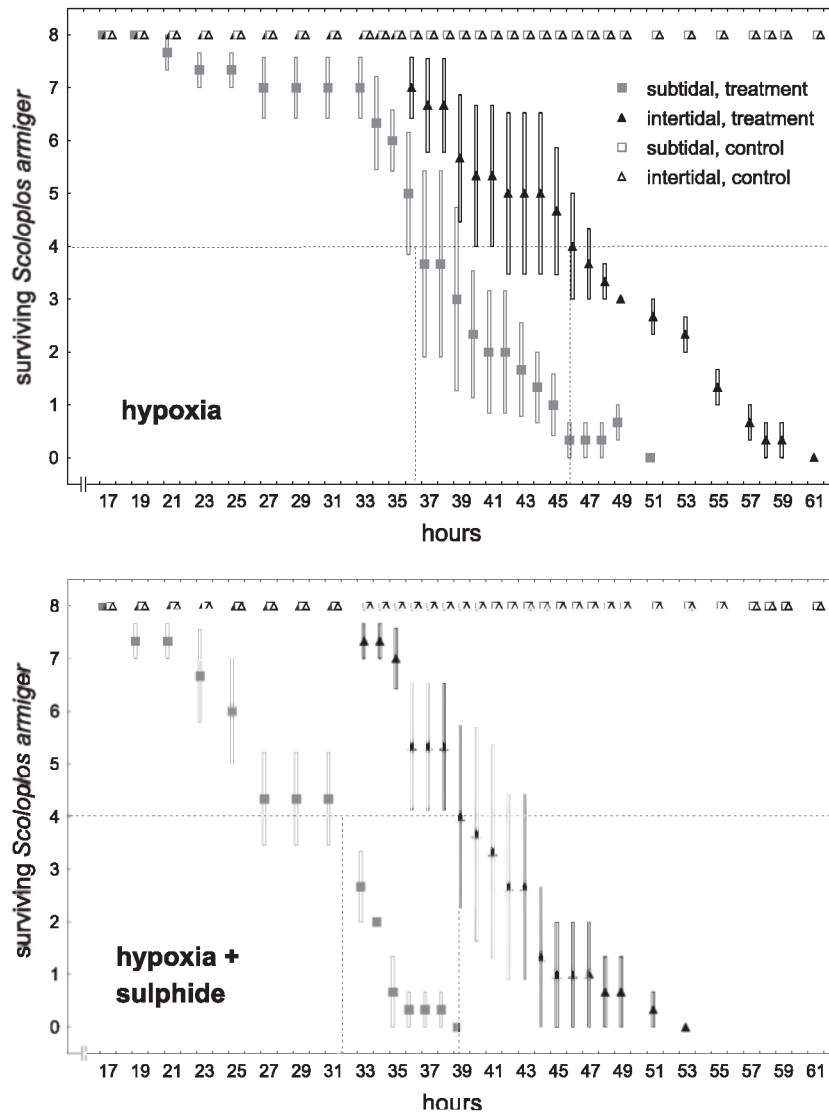 8
7
6
5
4
3
2
1
0
surviving Scoloplos armiger
subtidal, treatment
intertidal, treatment
subtidal, control
intertidal, control
hypoxia
17 19 21 23 25 27 29 31 33 35 37 39 41 43 45 47 49 51 53 55 57 59 61
hours
8
7
6
5
4
3
2
1
0
surviving Scoloplos armiger
hypoxia +
sulphide
17 19 21 23 25 27 29 31 33 35 37 39 41 43 45 47 49 51 53 55 57 59 61
hours